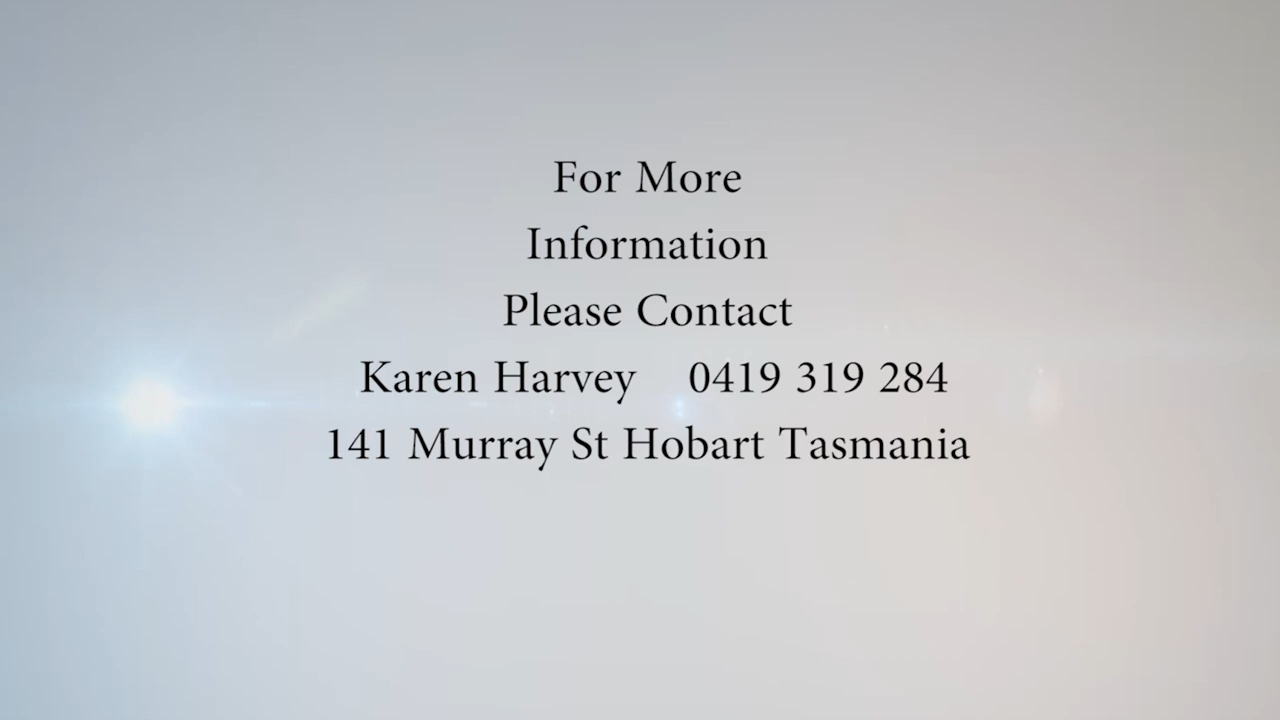 For More
Information
Please Contact
Karen Harvey 0419 319 284
141 Murray St Hobart Tasmania